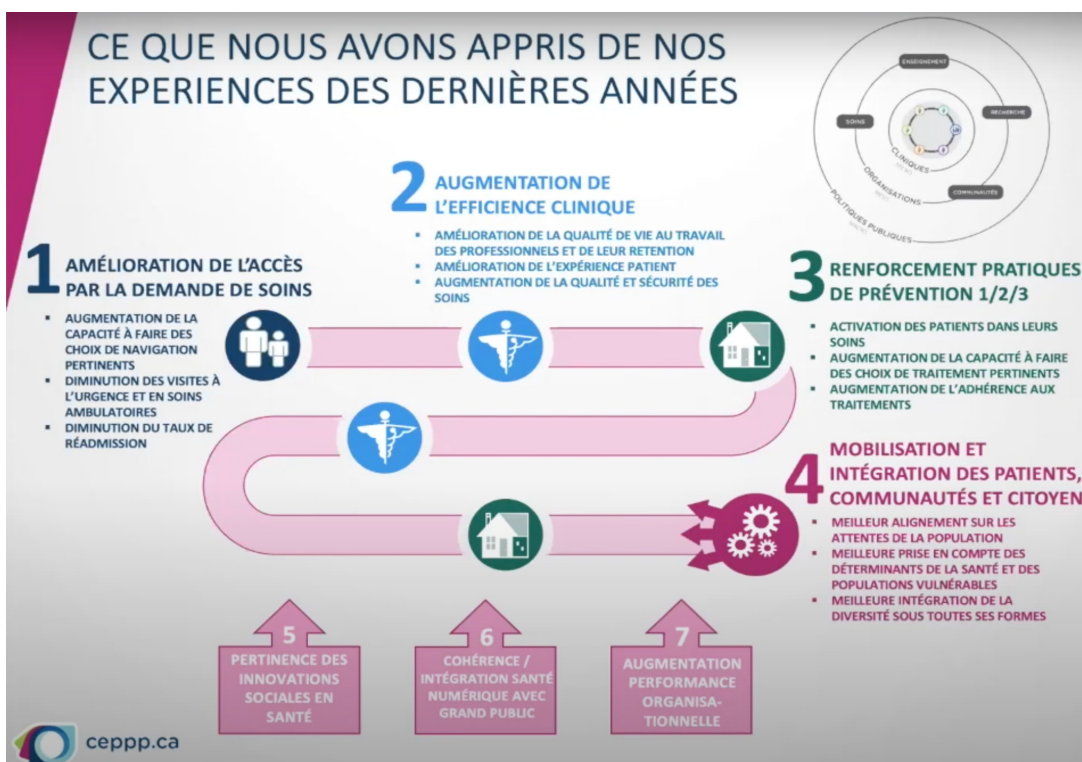 CE QUE NOUS AVONS APPRIS DE NOS
EXPERIENCES DES DERNIÈRES ANNÉES
ENSEIGNEMENT
SOINS
RECHERCHE
COMMUNAUTÉS
CLINIQUES
MICRO
ORGANISATIONS
MESO
POLITIQUES PUBLIQUES
MACRO
1 AMÉLIORATION DE L'ACCÈS
PAR LA DEMANDE DE SOINS
▪ AUGMENTATION DE LA
CAPACITÉ À FAIRE DES
CHOIX DE NAVIGATION
PERTINENTS
▪ DIMINUTION DES VISITES À
L'URGENCE ET EN SOINS
AMBULATOIRES
▪ DIMINUTION DU TAUX DE
RÉADMISSION
2 AUGMENTATION DE
L'EFFICIENCE CLINIQUE
▪ AMÉLIORATION DE LA QUALITÉ DE VIE AU TRAVAIL
DES PROFESSIONNELS ET DE LEUR RETENTION
▪ AMÉLIORATION DE L'EXPÉRIENCE PATIENT
▪ AUGMENTATION DE LA QUALITÉ ET SÉCURITÉ DES
SOINS
3 RENFORCEMENT PRATIQUES
DE PRÉVENTION 1/2/3
▪ ACTIVATION DES PATIENTS DANS LEURS
SOINS
▪ AUGMENTATION DE LA CAPACITÉ À FAIRE
DES CHOIX DE TRAITEMENT PERTINENTS
▪ AUGMENTATION DE L'ADHÉRENCE AUX
TRAITEMENTS
4 MOBILISATION ET
INTÉGRATION DES PATIENTS,
COMMUNAUTÉS ET CITOYEN
▪ MEILLEUR ALIGNEMENT SUR LES
ATTENTES DE LA POPULATION
▪ MEILLEURE PRISE EN COMPTE DES
DÉTERMINANTS DE LA SANTÉ ET DES
POPULATIONS VULNÉRABLES
▪ MEILLEURE INTÉGRATION DE LA
DIVERSITÉ SOUS TOUTES SES FORMES
5
PERTINENCE DES
INNOVATIONS
SOCIALES EN
SANTÉ
6
COHÉRENCE /
INTÉGRATION SANTÉ
NUMÉRIQUE AVEC
GRAND PUBLIC
7
AUGMENTATION
PERFORMANCE
ORGANISA-
TIONNELLE
ceppp.ca